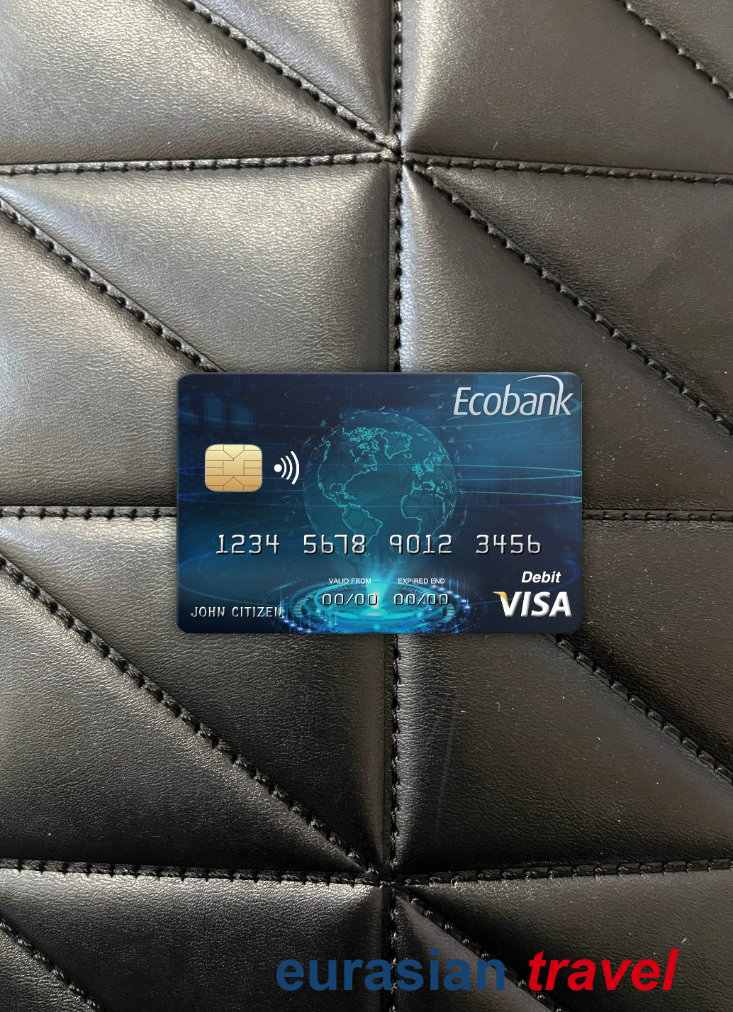 Ecobank
1234 5678 9012 3456
VALID FROM EXPIRED END
00/00 00/00
JOHN CITIZEN
Debit
VISA
eurasian travel